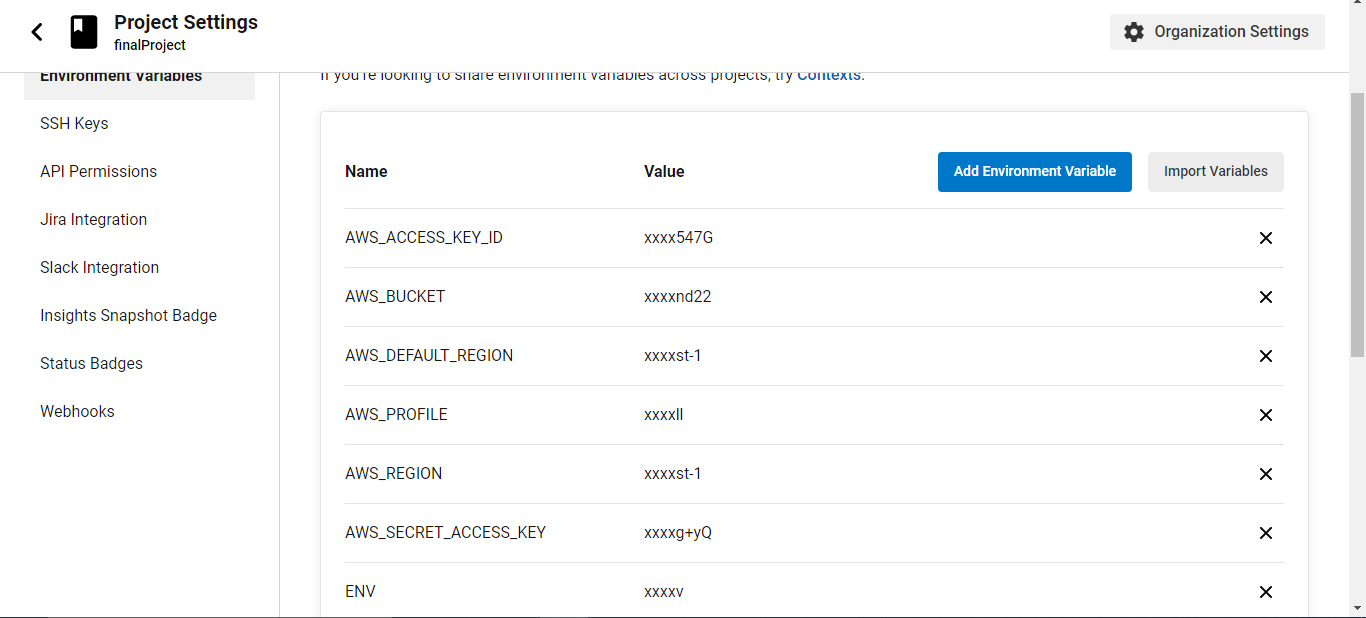 Project Settings
finalProject
Organization Settings
Environment Variables
SSH Keys
API Permissions
Jira Integration
Slack Integration
Insights Snapshot Badge
Status Badges
Webhooks
If you're looking to share environment variables across projects, try Contexts.
Name Value Add Environment Variable Import Variables
AWS_ACCESS_KEY_ID xxxx547G
AWS_BUCKET xxxxnd22
AWS_DEFAULT_REGION xxxxst-1
AWS_PROFILE xxxxll
AWS_REGION xxxxst-1
AWS_SECRET_ACCESS_KEY xxxxg+yQ
ENV xxxxv